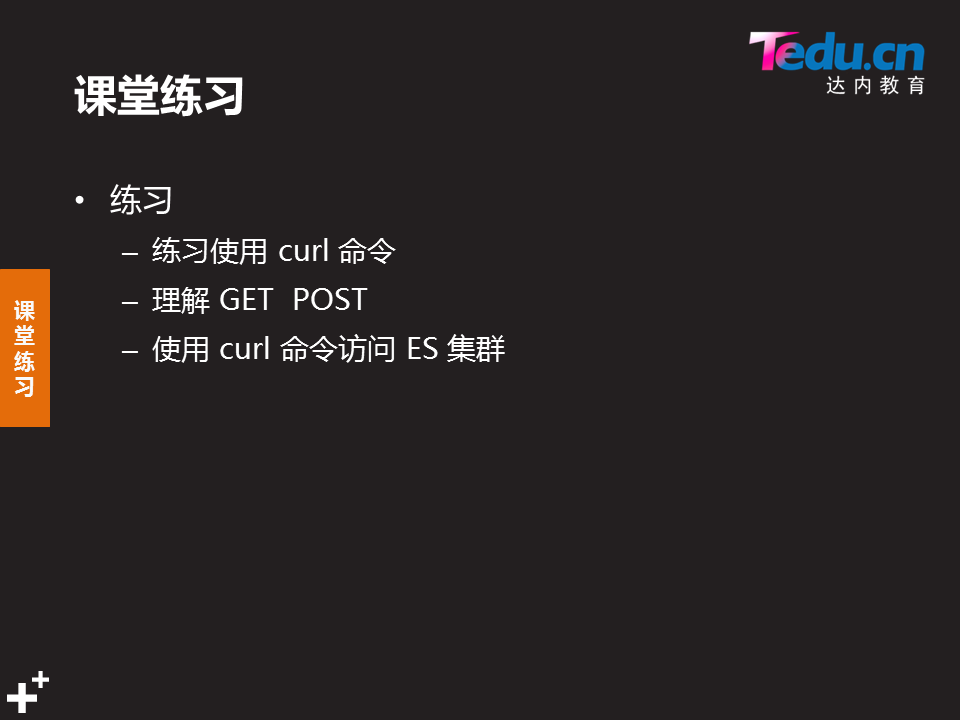 Tedu.cn
达内教育
课堂练习
• 练习
– 练习使用 curl 命令
– 理解 GET  POST
– 使用 curl 命令访问 ES 集群
课
堂
练
习